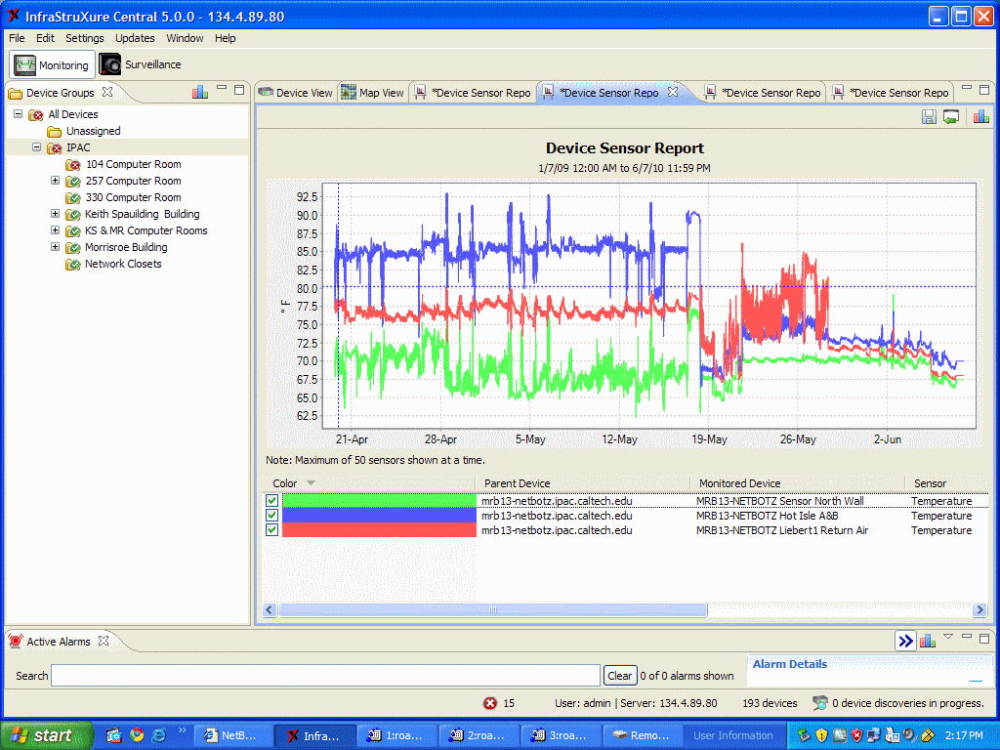 InfraStruXure Central 5.0.0 - 134.4.89.80
File Edit Settings Updates Window Help
Monitoring Surveillance
Device Groups
All Devices
Unassigned
IPAC
104 Computer Room
257 Computer Room
330 Computer Room
Keith Spauilding Building
KS & MR Computer Rooms
Morrisroe Building
Network Closets
Device View Map View *Device Sensor Repo *Device Sensor Repo *Device Sensor Repo *Device Sensor Repo
Device Sensor Report
1/7/09 12:00 AM to 6/7/10 11:59 PM
92.5
90.0
87.5
85.0
82.5
80.0
77.5
75.0
72.5
70.0
67.5
65.0
62.5
° F
21-Apr 28-Apr 5-May 12-May 19-May 26-May 2-Jun
Note: Maximum of 50 sensors shown at a time.
Color Parent Device Monitored Device Sensor
mrb13-netbotz.ipac.caltech.edu MRB13-NETBOTZ Sensor North Wall Temperature
mrb13-netbotz.ipac.caltech.edu MRB13-NETBOTZ Hot Isle A&B Temperature
mrb13-netbotz.ipac.caltech.edu MRB13-NETBOTZ Liebert1 Return Air Temperature
Active Alarms
Search Clear 0 of 0 alarms shown
Alarm Details
15 User: admin | Server: 134.4.89.80 193 devices 0 device discoveries in progress.
start NetB... Infra... 1:roa... 2:roa... 3:roa... Remo... User Information 2:17 PM